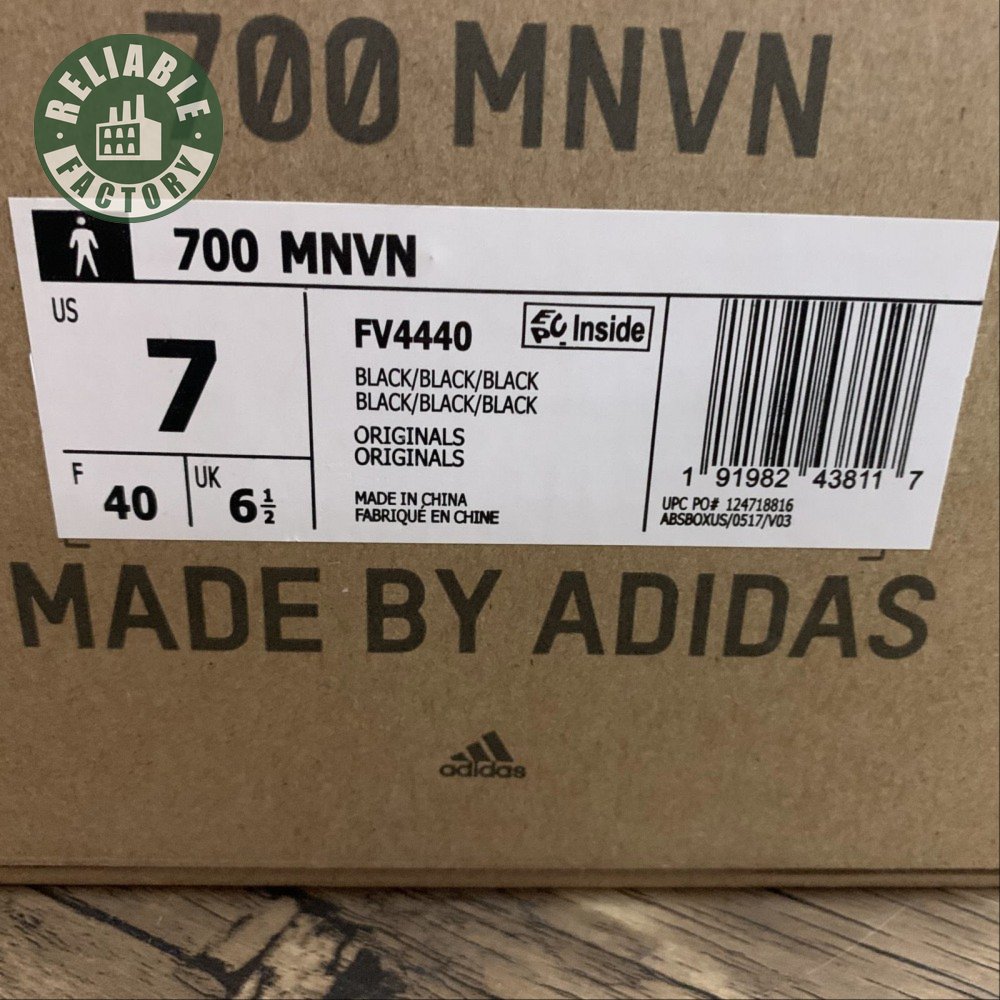 RELIABLE
FACTORY
700 MNVN
700 MNVN
US
7
F
40
UK
6½
FV4440
EPC Inside
BLACK/BLACK/BLACK
BLACK/BLACK/BLACK
ORIGINALS
ORIGINALS
MADE IN CHINA
FABRIQUÉ EN CHINE
1 91982 43811 7
UPC PO# 124718816
ABSBOXUS/0517/V03
MADE BY ADIDAS
adidas